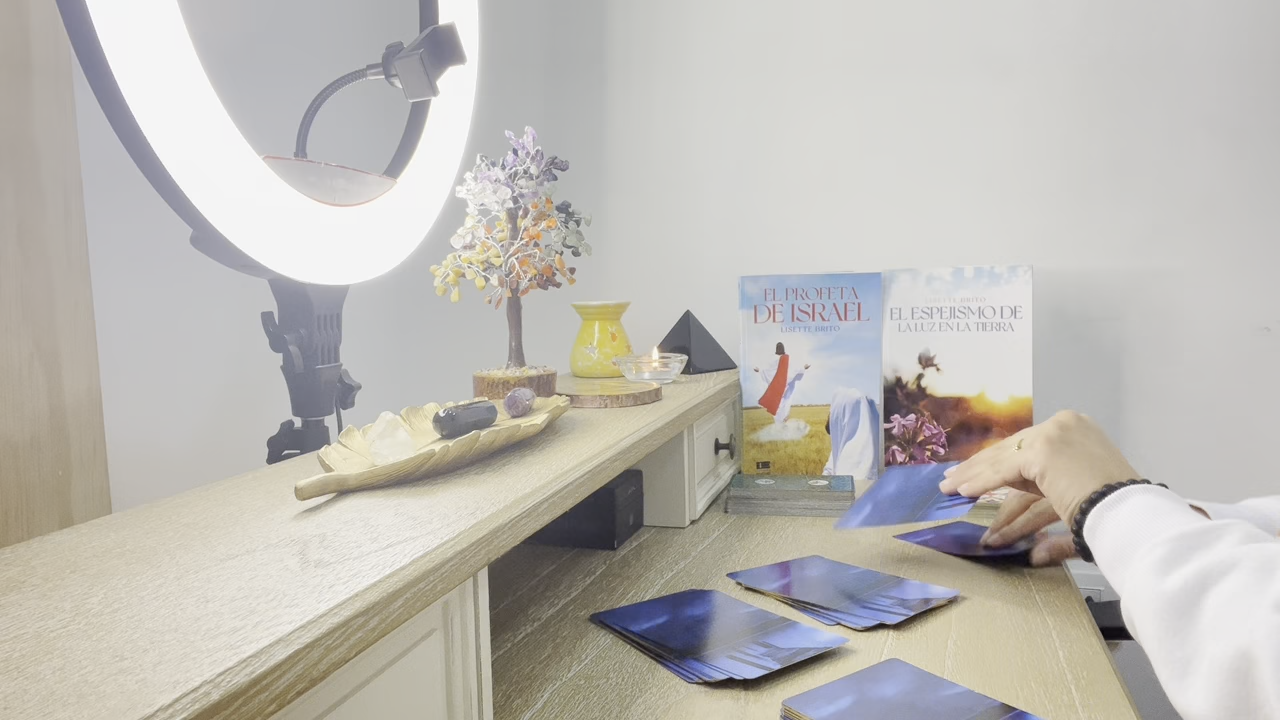 EL PROFETA
DE ISRAEL
LISETTE BRITO
LISETTE BRITO
EL ESPEJISMO DE
LA LUZ EN LA TIERRA